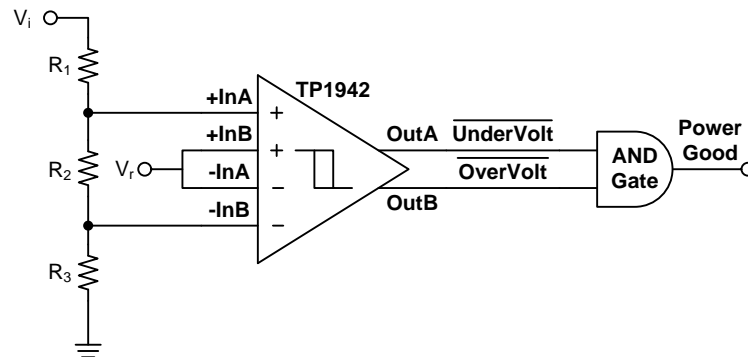 Vi
R1
TP1942
+InA
+
+InB
+
OutA
UnderVolt
Power
Good
R2
Vr
-InA
−
OverVolt
AND
Gate
-InB
−
OutB
R3